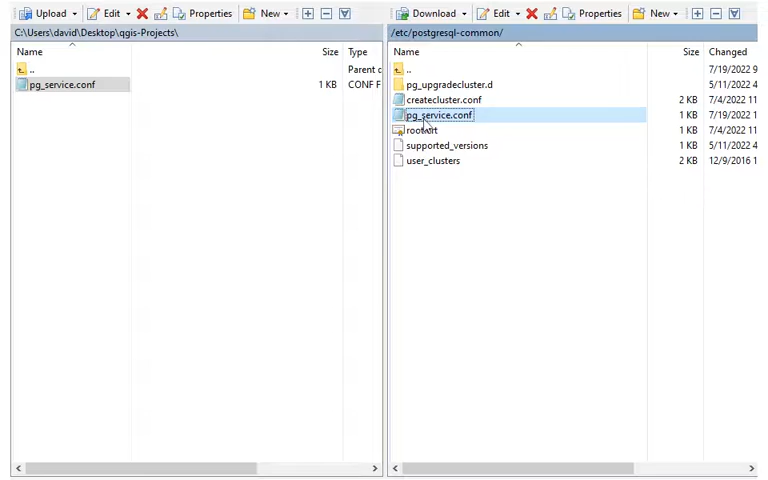 Upload Edit Properties New
C:\Users\david\Desktop\qgis-Projects\
Name Size Type
.. Parent d
pg_service.conf 1 KB CONF F
Download Edit Properties New
/etc/postgresql-common/
Name Size Changed
.. 7/19/2022 9
pg_upgradecluster.d 5/11/2022 4
createcluster.conf 2 KB 7/4/2022 11
pg_service.conf 1 KB 7/19/2022 1
root.crt 1 KB 7/4/2022 11
supported_versions 1 KB 5/11/2022 4
user_clusters 2 KB 12/9/2016 1